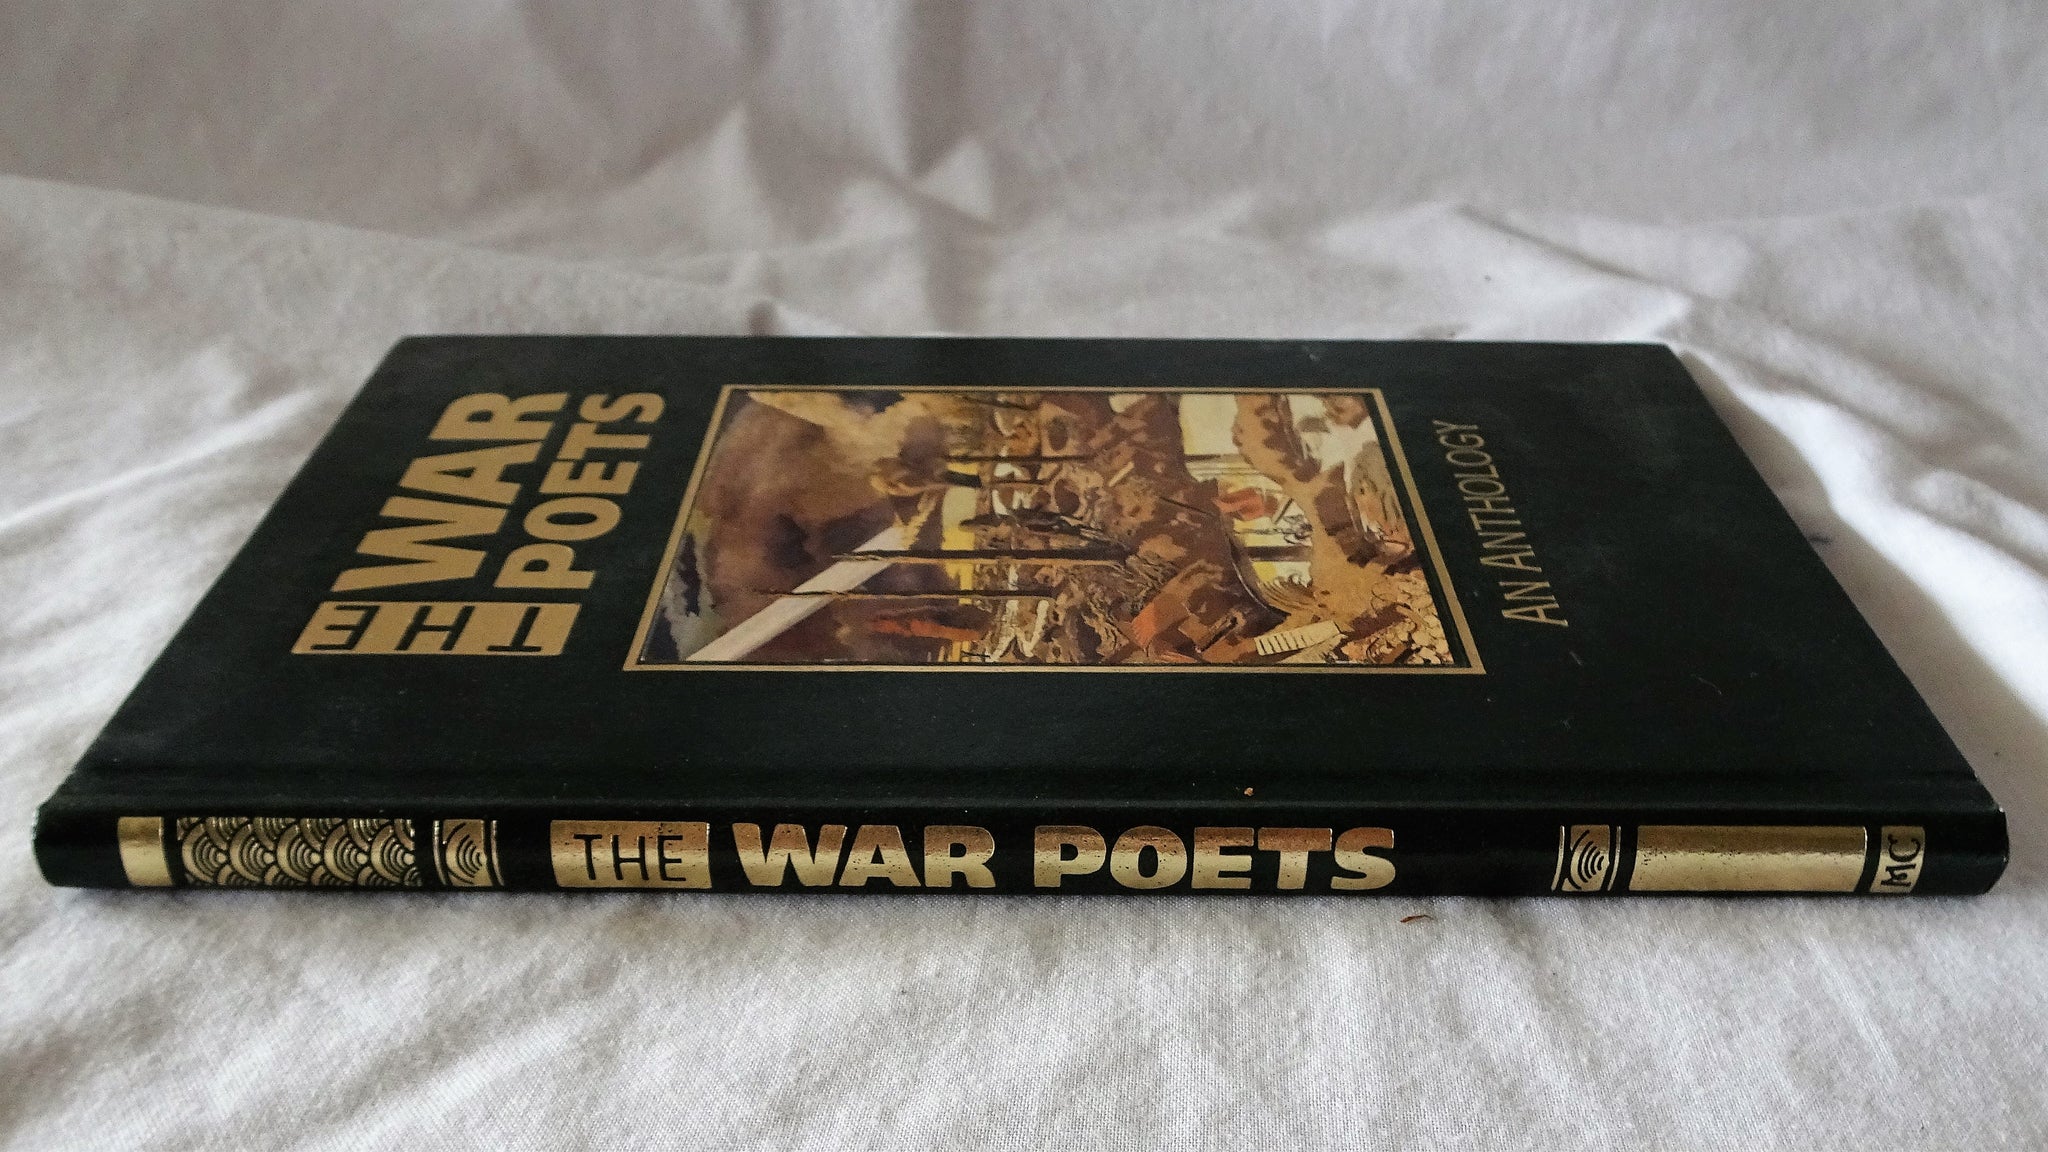 THE
WAR
POETS
AN ANTHOLOGY
THE WAR POETS
MC